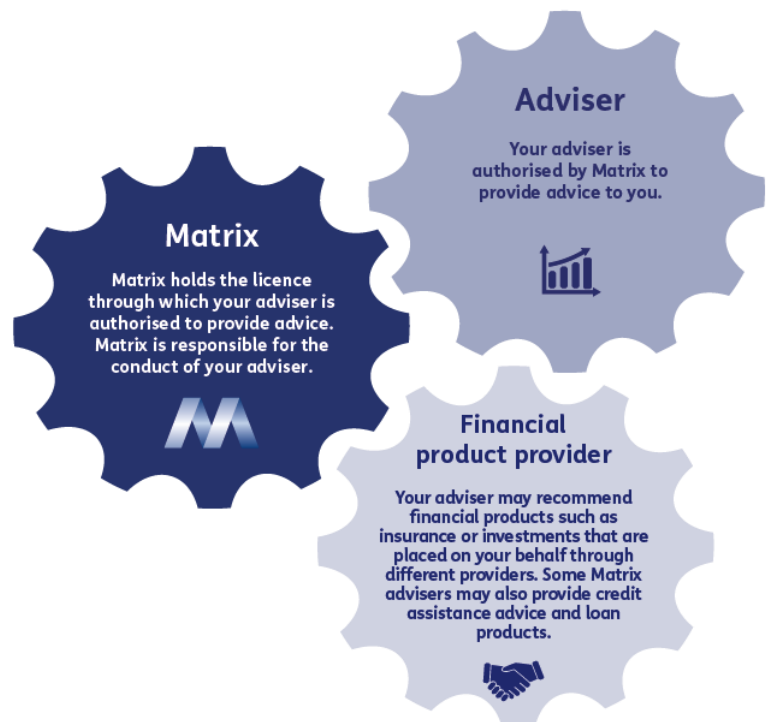 Adviser
Your adviser is
authorised by Matrix to
provide advice to you.
Matrix
Matrix holds the licence
through which your adviser is
authorised to provide advice.
Matrix is responsible for the
conduct of your adviser.
Financial
product provider
Your adviser may recommend
financial products such as
insurance or investments that are
placed on your behalf through
different providers. Some Matrix
advisers may also provide credit
assistance advice and loan
products.